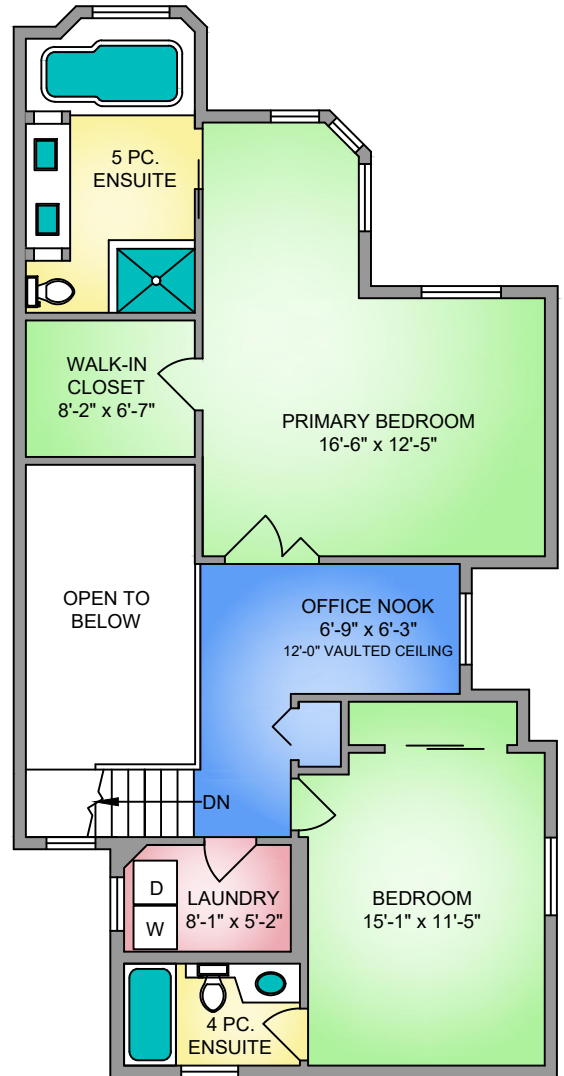 5 PC.
ENSUITE
WALK-IN
CLOSET
8'-2" x 6'-7"
PRIMARY BEDROOM
16'-6" x 12'-5"
OPEN TO
BELOW
OFFICE NOOK
6'-9" x 6'-3"
12'-0" VAULTED CEILING
DN
D
W
LAUNDRY
8'-1" x 5'-2"
BEDROOM
15'-1" x 11'-5"
4 PC.
ENSUITE